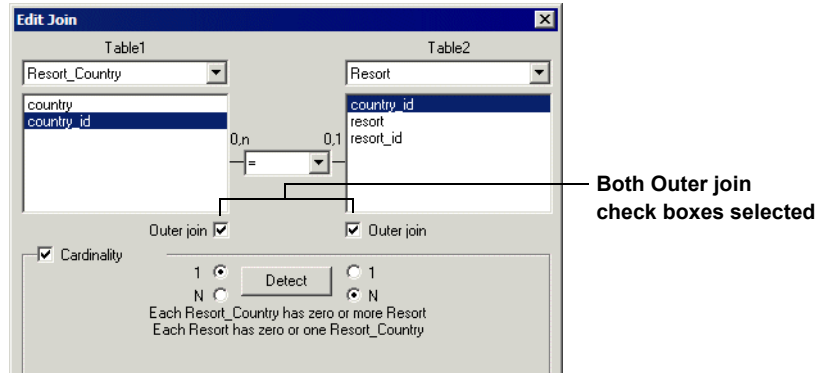 Edit Join
Table1 Table2
Resort_Country Resort
country country_id
country_id resort
resort_id
0,n 0,1
=
Both Outer join
check boxes selected
Outer join Outer join
Cardinality
1 Detect 1
N N
Each Resort_Country has zero or more Resort
Each Resort has zero or one Resort_Country